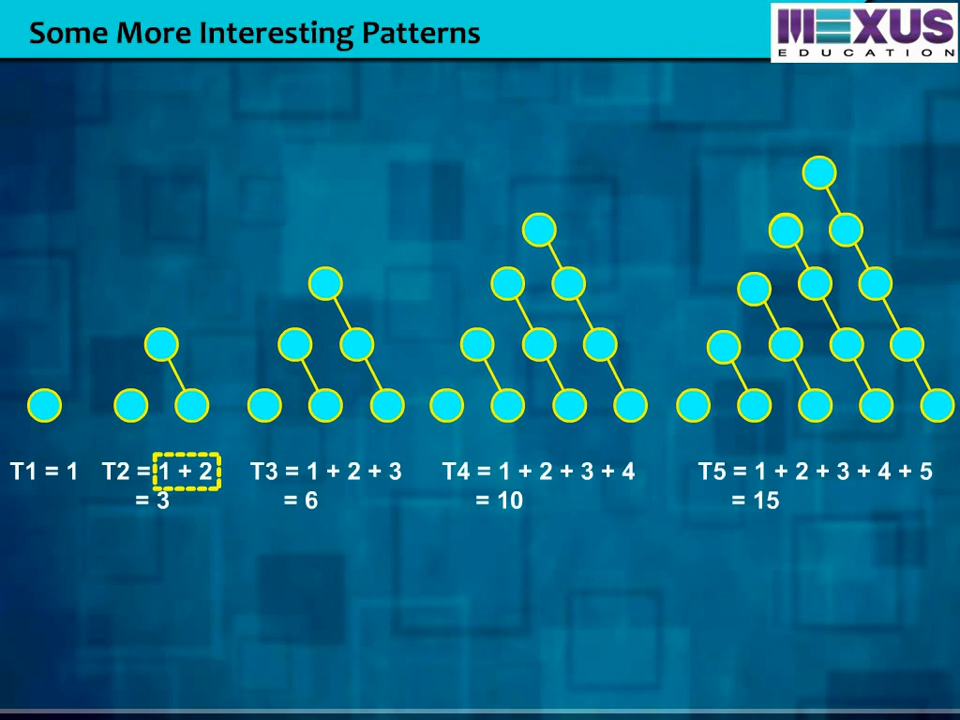 Some More Interesting Patterns
MEXUS
EDUCATION
T1 = 1
T2 = 1 + 2
= 3
T3 = 1 + 2 + 3
= 6
T4 = 1 + 2 + 3 + 4
= 10
T5 = 1 + 2 + 3 + 4 + 5
= 15